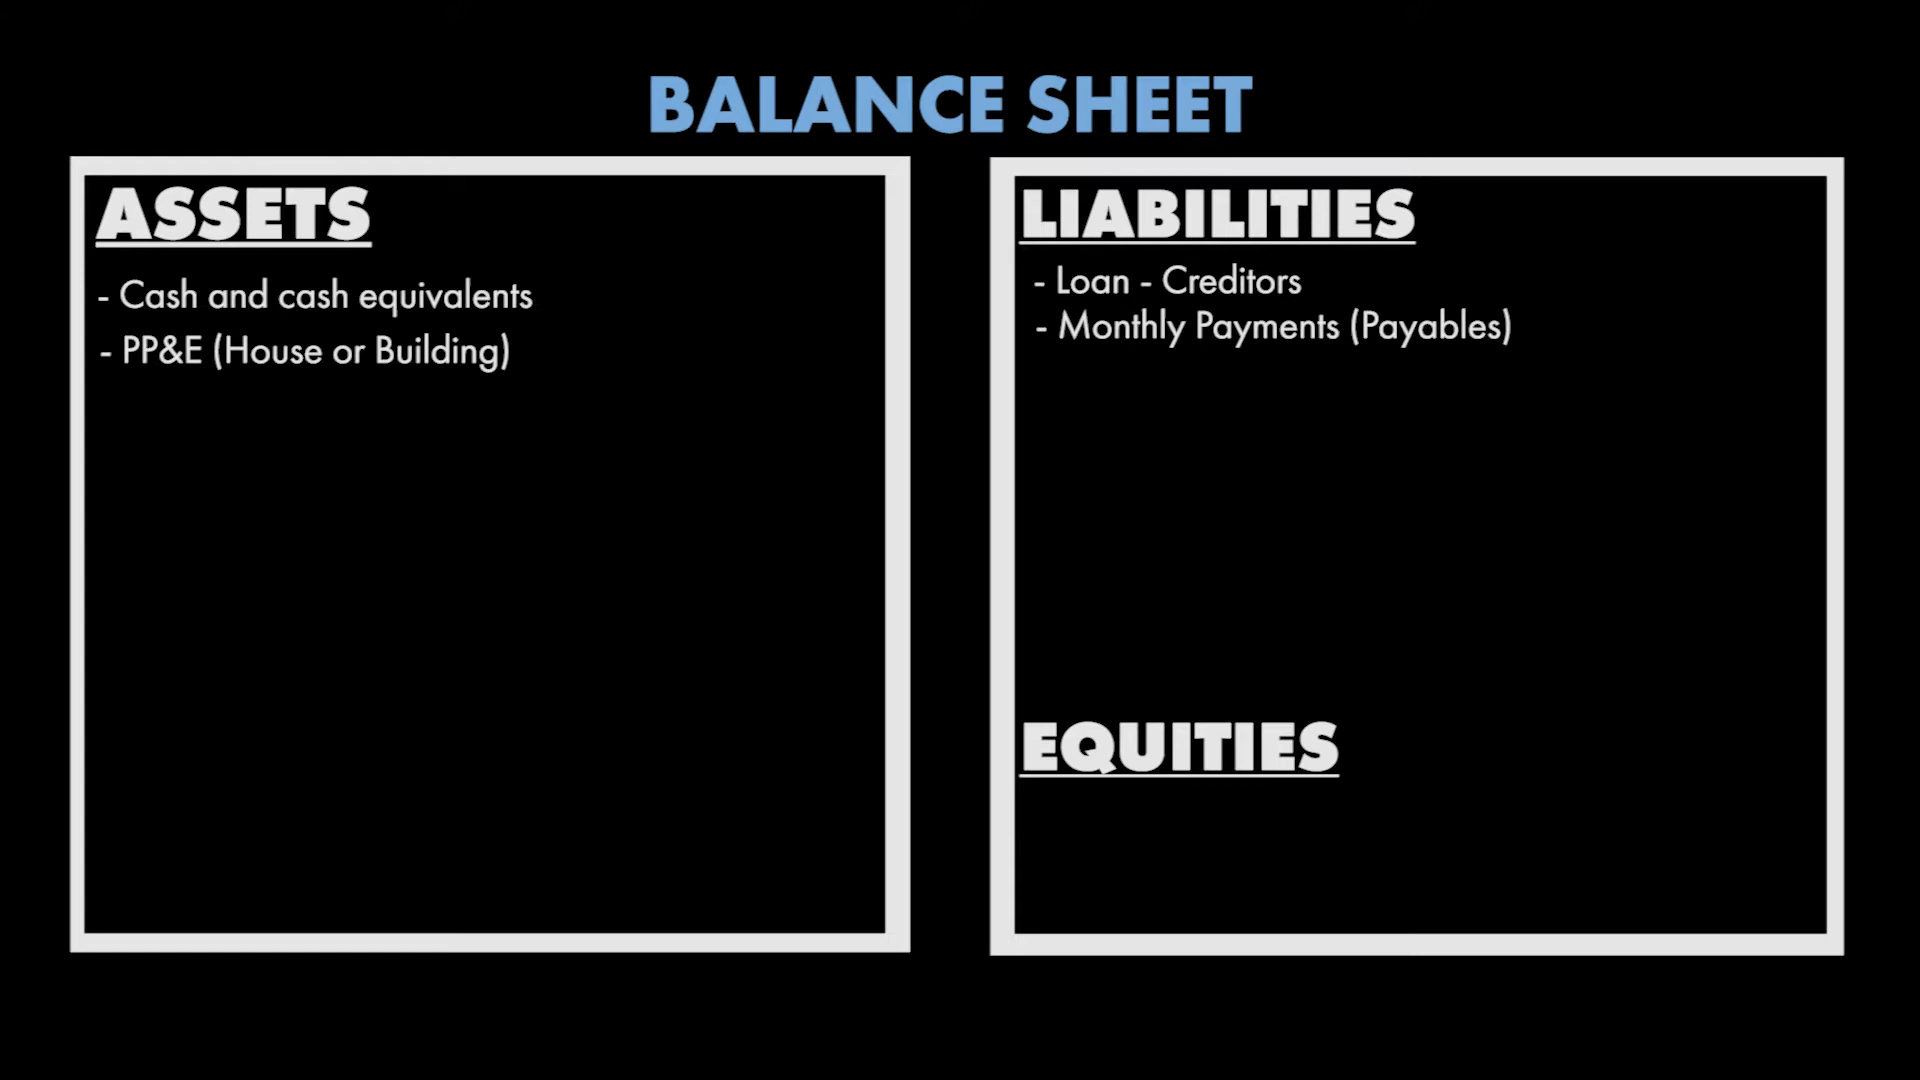 BALANCE SHEET
ASSETS
- Cash and cash equivalents
- PP&E (House or Building)
LIABILITIES
- Loan - Creditors
- Monthly Payments (Payables)
EQUITIES